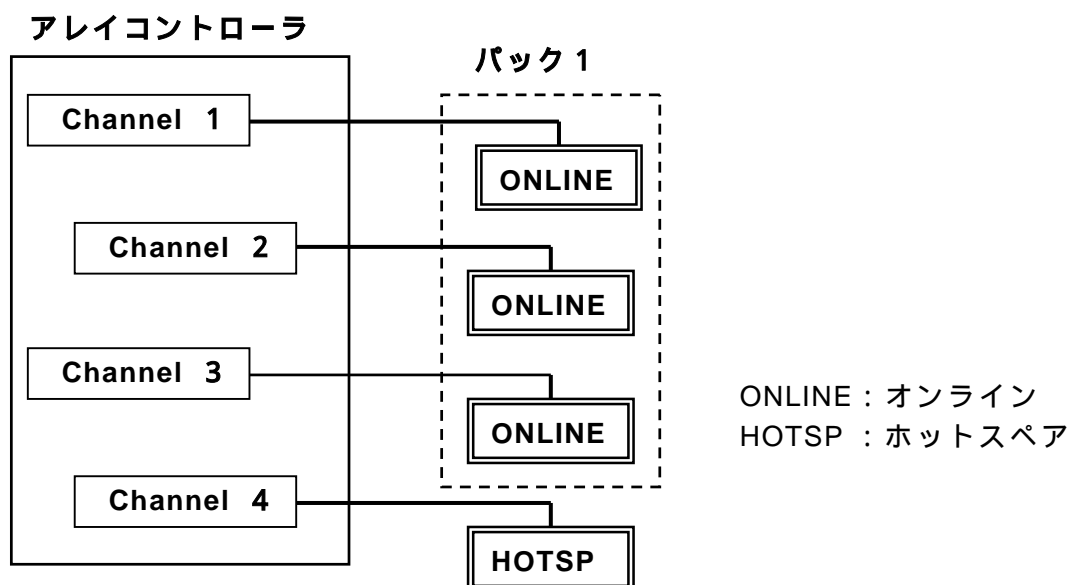 アレイコントローラ
パック 1
Channel 1
ONLINE
Channel 2
ONLINE
Channel 3
ONLINE
Channel 4
HOTSP
ONLINE：オンライン
HOTSP ：ホットスペア